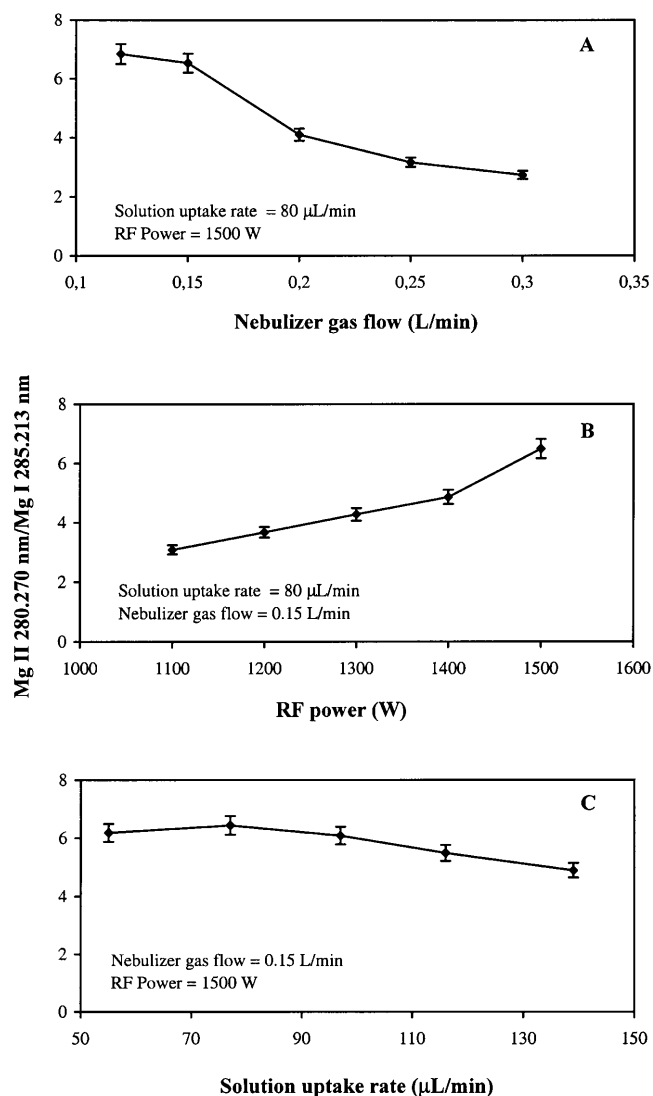 8
A
6
4
2
Solution uptake rate = 80 µL/min
RF Power = 1500 W
0
0,1 0,15 0,2 0,25 0,3 0,35
Nebulizer gas flow (L/min)
Mg II 280.270 nm/Mg I 285.213 nm
8
B
6
4
2
Solution uptake rate = 80 µL/min
Nebulizer gas flow = 0.15 L/min
0
1000 1100 1200 1300 1400 1500 1600
RF power (W)
8
C
6
4
2
Nebulizer gas flow = 0.15 L/min
RF Power = 1500 W
0
50 70 90 110 130 150
Solution uptake rate (µL/min)